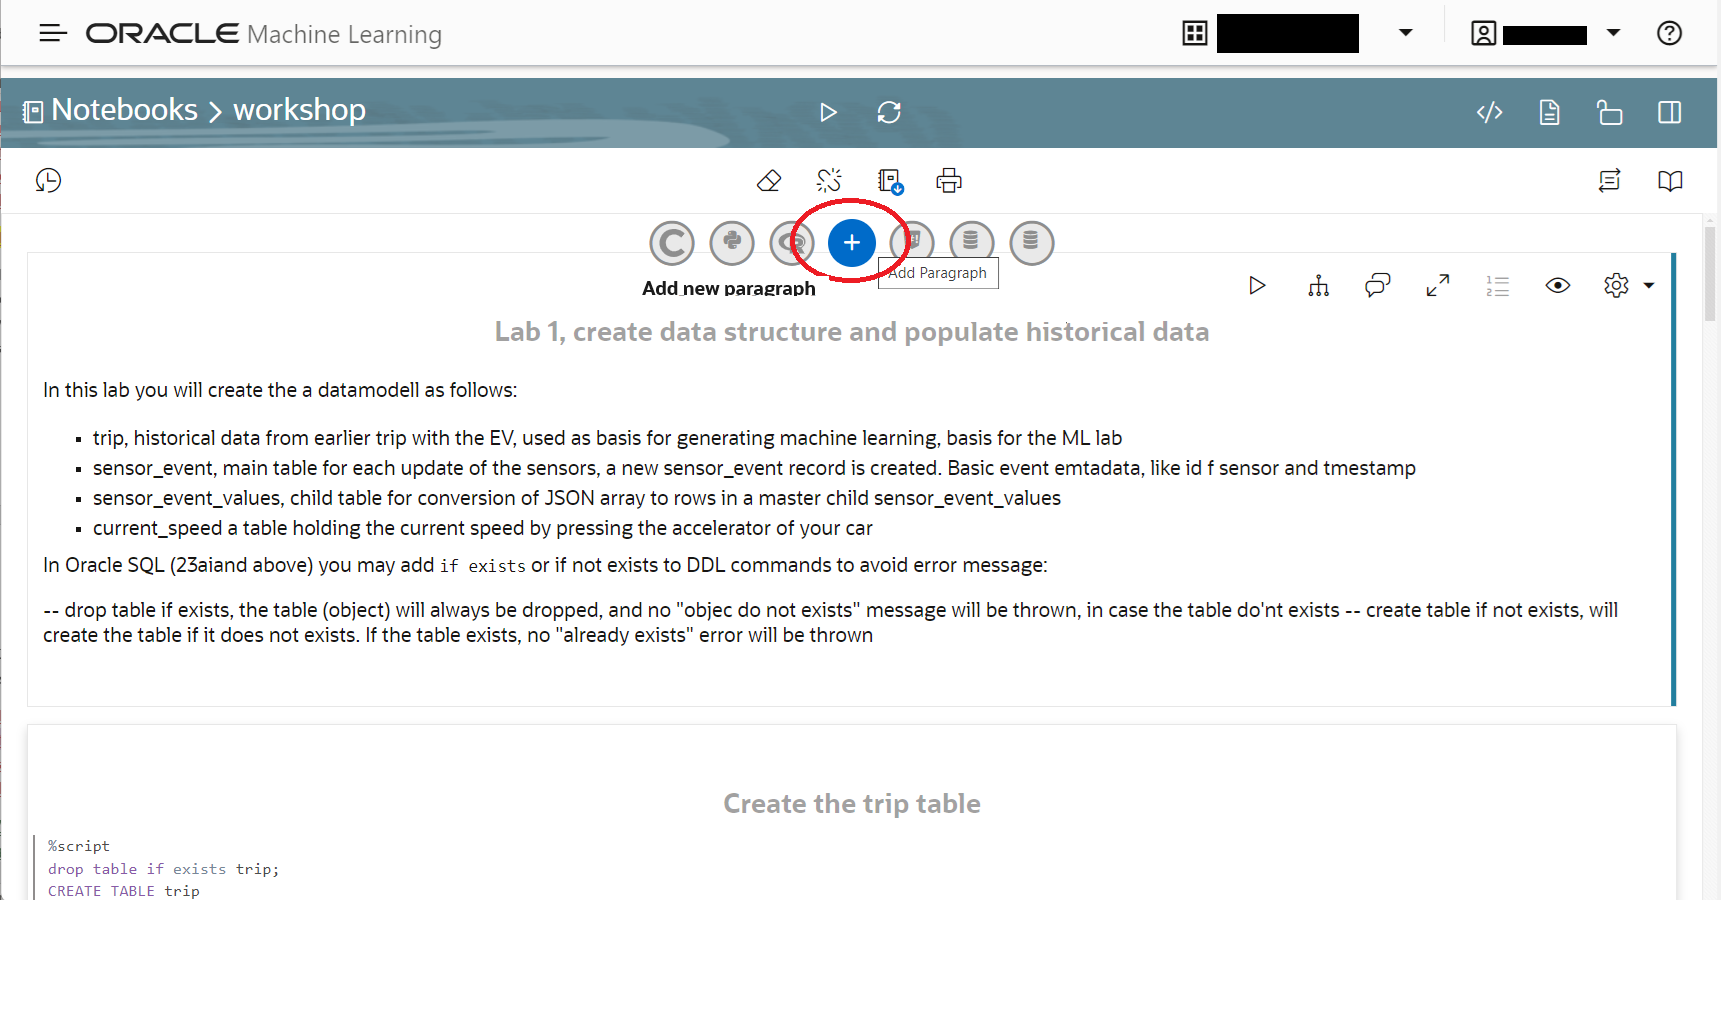 ORACLE Machine Learning
Notebooks > workshop
Add Paragraph
Add new paragraph
Lab 1, create data structure and populate historical data
In this lab you will create the a datamodell as follows:
▪ trip, historical data from earlier trip with the EV, used as basis for generating machine learning, basis for the ML lab
▪ sensor_event, main table for each update of the sensors, a new sensor_event record is created. Basic event emtadata, like id f sensor and tmestamp
▪ sensor_event_values, child table for conversion of JSON array to rows in a master child sensor_event_values
▪ current_speed a table holding the current speed by pressing the accelerator of your car
In Oracle SQL (23aiand above) you may add if exists or if not exists to DDL commands to avoid error message:
-- drop table if exists, the table (object) will always be dropped, and no "objec do not exists" message will be thrown, in case the table do'nt exists -- create table if not exists, will
create the table if it does not exists. If the table exists, no "already exists" error will be thrown
Create the trip table
%script
drop table if exists trip;
CREATE TABLE trip